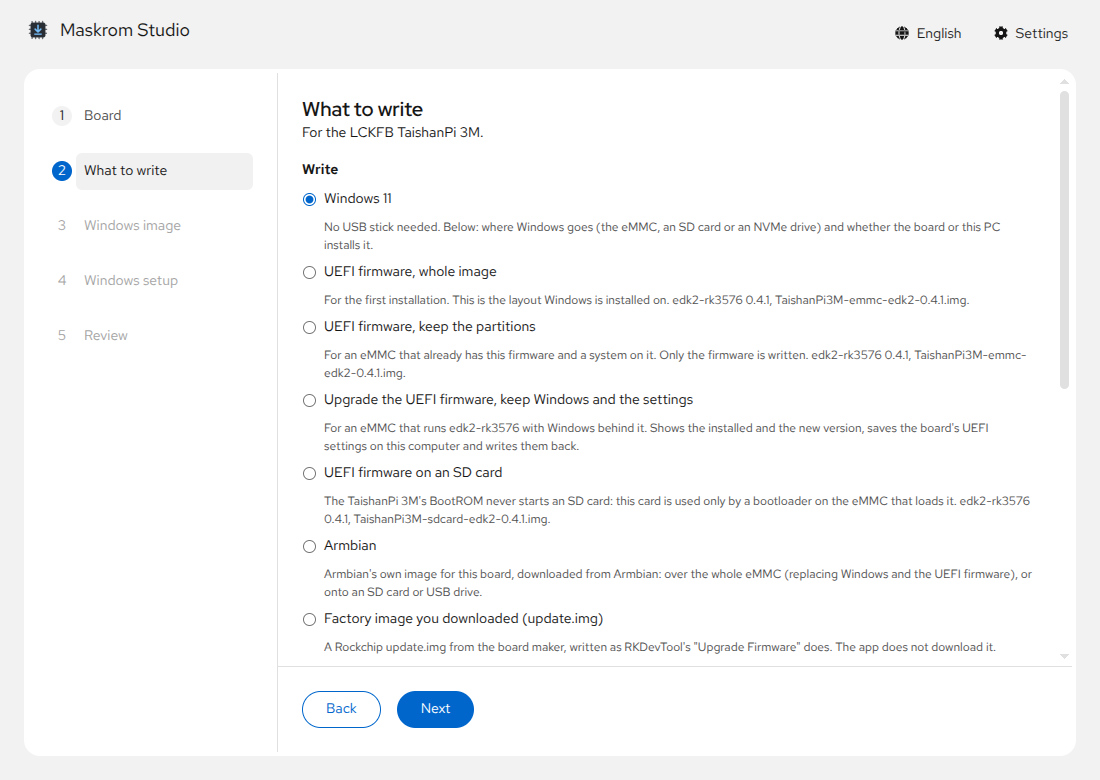 Maskrom Studio
English
Settings
1 Board
2 What to write
3 Windows image
4 Windows setup
5 Review
What to write
For the LCKFB TaishanPi 3M.
Write
Windows 11
No USB stick needed. Below: where Windows goes (the eMMC, an SD card or an NVMe drive) and whether the board or this PC
installs it.
UEFI firmware, whole image
For the first installation. This is the layout Windows is installed on. edk2-rk3576 0.4.1, TaishanPi3M-emmc-edk2-0.4.1.img.
UEFI firmware, keep the partitions
For an eMMC that already has this firmware and a system on it. Only the firmware is written. edk2-rk3576 0.4.1, TaishanPi3M-emmc-
edk2-0.4.1.img.
Upgrade the UEFI firmware, keep Windows and the settings
For an eMMC that runs edk2-rk3576 with Windows behind it. Shows the installed and the new version, saves the board's UEFI
settings on this computer and writes them back.
UEFI firmware on an SD card
The TaishanPi 3M's BootROM never starts an SD card: this card is used only by a bootloader on the eMMC that loads it. edk2-rk3576
0.4.1, TaishanPi3M-sdcard-edk2-0.4.1.img.
Armbian
Armbian's own image for this board, downloaded from Armbian: over the whole eMMC (replacing Windows and the UEFI firmware), or
onto an SD card or USB drive.
Factory image you downloaded (update.img)
A Rockchip update.img from the board maker, written as RKDevTool's "Upgrade Firmware" does. The app does not download it.
Back
Next